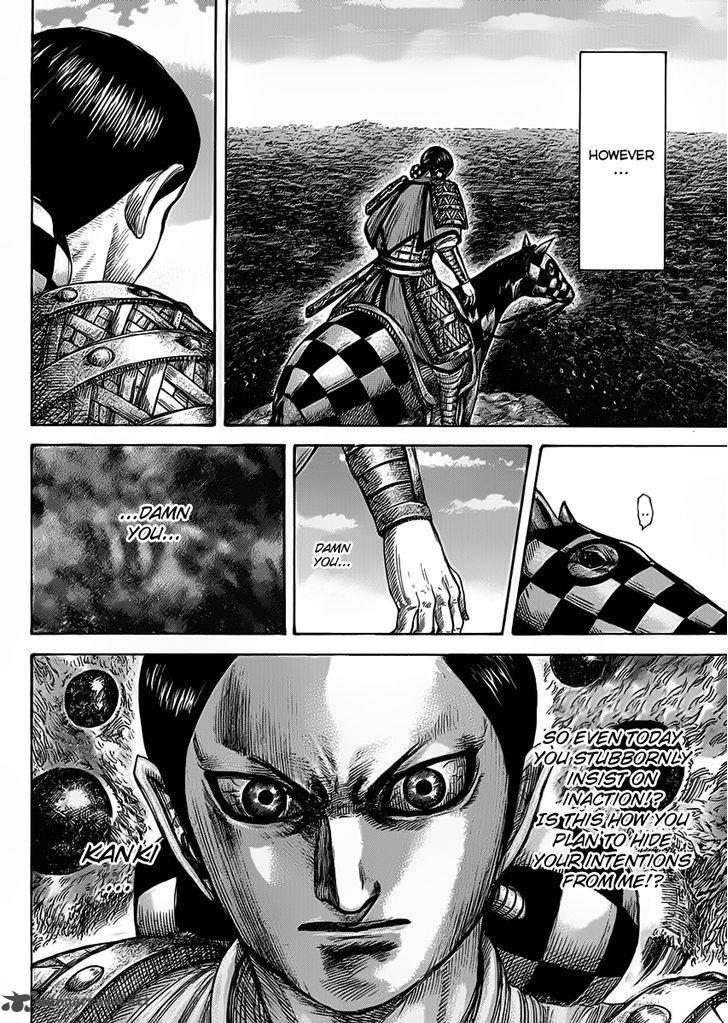 HOWEVER
...
..
DAMN
YOU...
...DAMN
YOU...
SO EVEN TODAY,
YOU STUBBORNLY
INSIST ON
INACTION!?
IS THIS HOW YOU
PLAN TO HIDE
YOUR INTENTIONS
FROM ME!?
KANKI
...